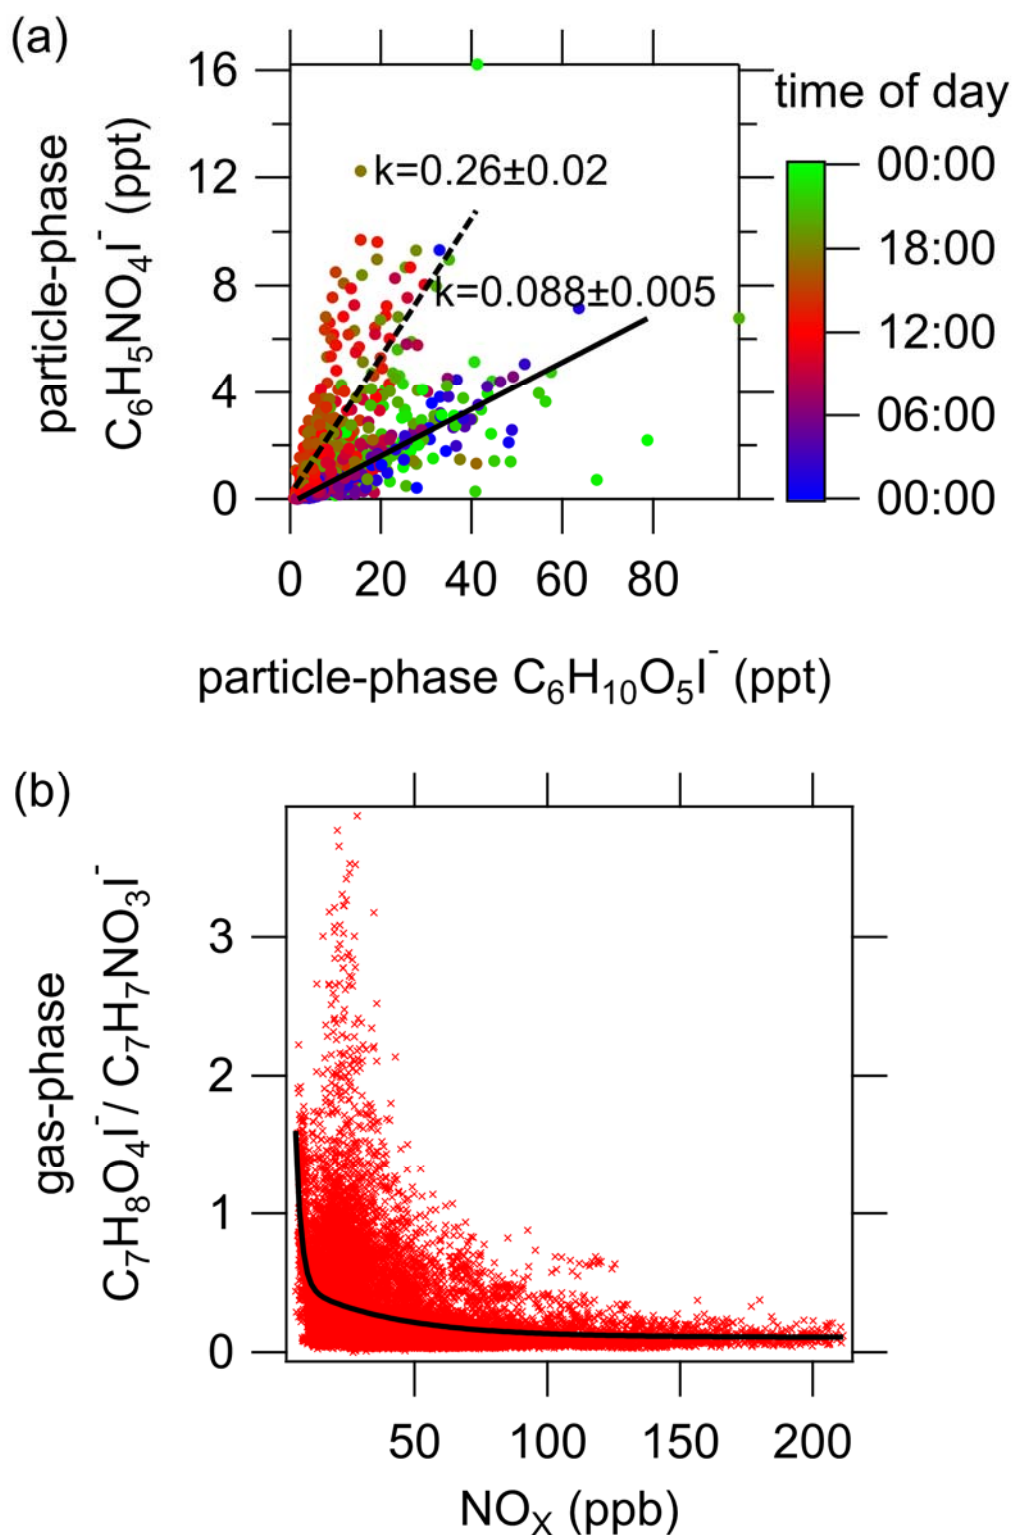 (a)
16
12
8
4
0
particle-phase
C₆H₅NO₄I⁻ (ppt)
k=0.26±0.02
k=0.088±0.005
time of day
00:00
18:00
12:00
06:00
00:00
0 20 40 60 80
particle-phase C₆H₁₀O₅I⁻ (ppt)
(b)
3
2
1
0
gas-phase
C₇H₈O₄I⁻/ C₇H₇NO₃I⁻
50 100 150 200
NOₓ (ppb)